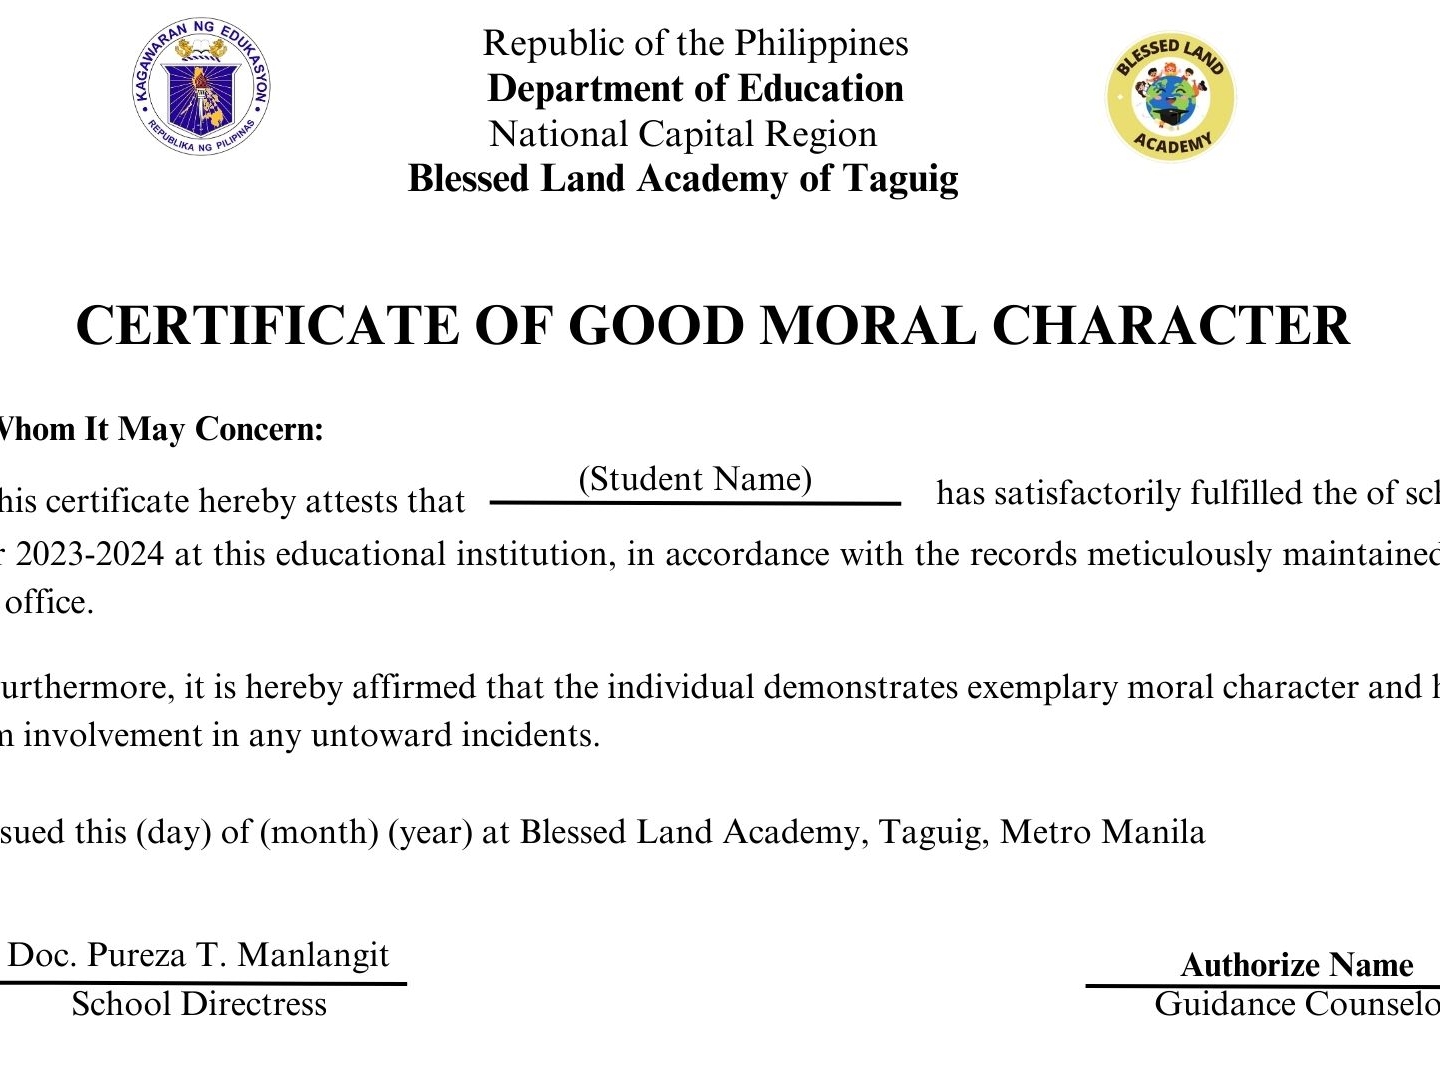 KAGAWARAN NG EDUKASYON
REPUBLIKA NG PILIPINAS
Republic of the Philippines
Department of Education
National Capital Region
Blessed Land Academy of Taguig
BLESSED LAND
ACADEMY
CERTIFICATE OF GOOD MORAL CHARACTER
Whom It May Concern:
his certificate hereby attests that (Student Name) has satisfactorily fulfilled the of sch
r 2023-2024 at this educational institution, in accordance with the records meticulously maintained
office.
urthermore, it is hereby affirmed that the individual demonstrates exemplary moral character and h
m involvement in any untoward incidents.
sued this (day) of (month) (year) at Blessed Land Academy, Taguig, Metro Manila
Doc. Pureza T. Manlangit
School Directress
Authorize Name
Guidance Counselo